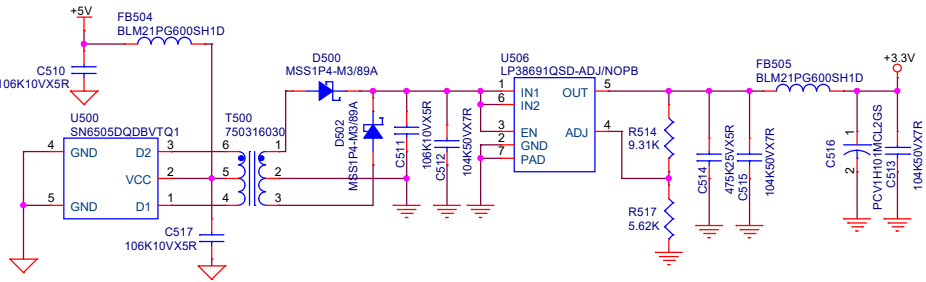 +5V
FB504
BLM21PG600SH1D
C510
106K10VX5R
U500
SN6505DQDBVTQ1
4
GND
D2
3
VCC
2
5
GND
D1
1
C517
106K10VX5R
T500
750316030
6
5
4
1
2
3
D500
MSS1P4-M3/89A
D502
MSS1P4-M3/89A
C511
106K10VX5R
C512
104K50VX7R
U506
LP38691QSD-ADJ/NOPB
1
IN1
OUT
5
6
IN2
3
EN
ADJ
4
2
GND
7
PAD
R514
9.31K
R517
5.62K
C514
475K25VX5R
C515
104K50VX7R
FB505
BLM21PG600SH1D
+3.3V
C516
1
2
PCV1H101MCL2GS
C513
104K50VX7R